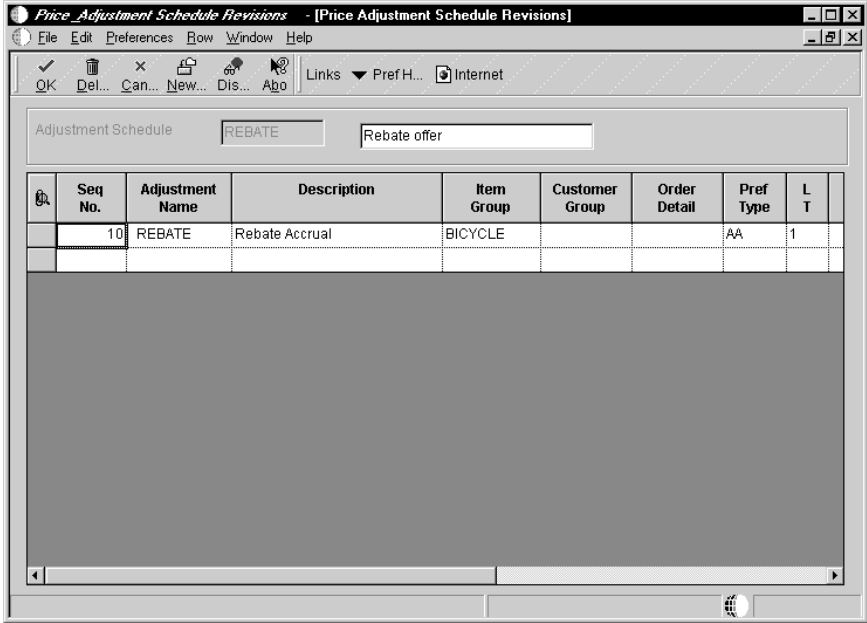 Price_Adjustment Schedule Revisions - [Price Adjustment Schedule Revisions]
File Edit Preferences Row Window Help
OK Del... Can... New... Dis... Abo Links Pref H... Internet
Adjustment Schedule REBATE Rebate offer
Seq No. Adjustment Name Description Item Group Customer Group Order Detail Pref Type L T
10 REBATE Rebate Accrual BICYCLE AA 1